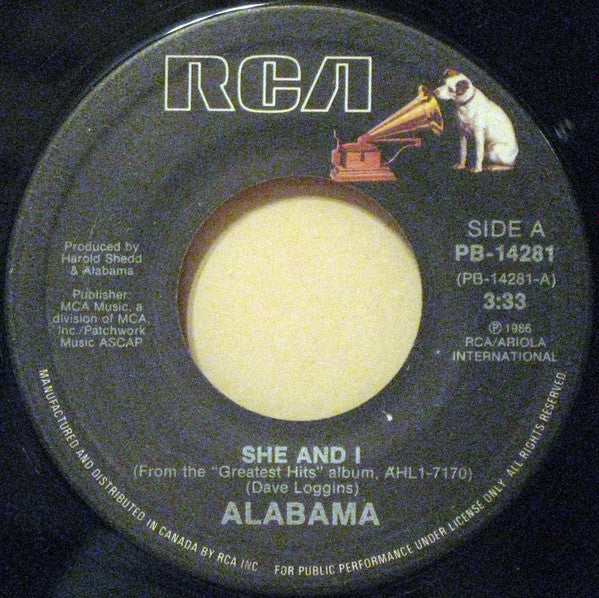 RCA
SIDE A
PB-14281
(PB-14281-A)
3:33
℗ 1986
RCA/ARIOLA
INTERNATIONAL
Produced by
Harold Shedd
& Alabama
Publisher:
MCA Music, a
division of MCA,
Inc./Patchwork
Music ASCAP
SHE AND I
(From the "Greatest Hits" album, AHL1-7170)
(Dave Loggins)
ALABAMA
MANUFACTURED AND DISTRIBUTED IN CANADA BY RCA INC. FOR PUBLIC PERFORMANCE UNDER LICENSE ONLY. ALL RIGHTS RESERVED